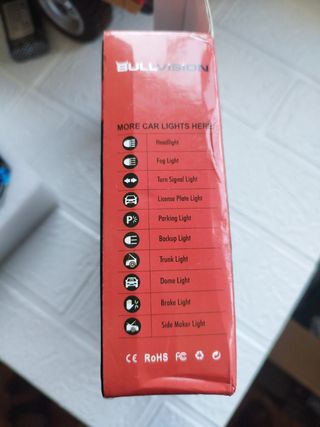 BULLVISION
MORE CAR LIGHTS HERE
Headlight
Fog Light
Turn Signal Light
License Plate Light
P Parking Light
Backup Light
Trunk Light
Dome Light
Brake Light
Side Maker Light
CE RoHS FC